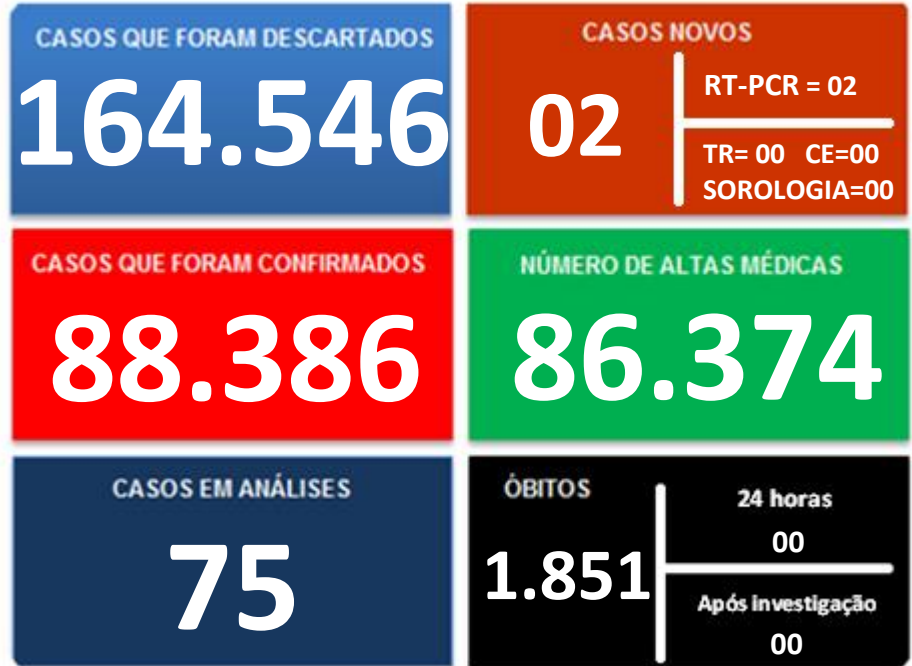 CASOS QUE FORAM DESCARTADOS
164.546
CASOS NOVOS
02
RT-PCR = 02
TR= 00 CE=00
SOROLOGIA=00
CASOS QUE FORAM CONFIRMADOS
88.386
NÚMERO DE ALTAS MÉDICAS
86.374
CASOS EM ANÁLISES
75
ÓBITOS
1.851
24 horas
00
Após investigação
00